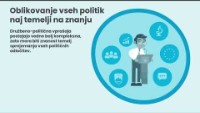 Oblikovanje vseh politik
naj temelji na znanju
Družbeno-politična vprašanja
postajajo vedno bolj kompleksna,
zato mora biti znanost temelj
sprejemanja vseh političnih
odločitev.